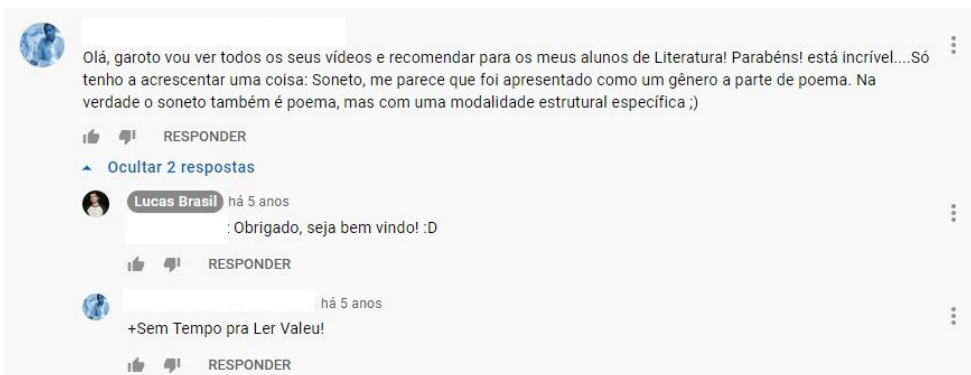 Olá, garoto vou ver todos os seus vídeos e recomendar para os meus alunos de Literatura! Parabéns! está incrível....Só
tenho a acrescentar uma coisa: Soneto, me parece que foi apresentado como um gênero a parte de poema. Na
verdade o soneto também é poema, mas com uma modalidade estrutural específica ;)
RESPONDER
Ocultar 2 respostas
Lucas Brasil há 5 anos
: Obrigado, seja bem vindo! :D
RESPONDER
há 5 anos
+Sem Tempo pra Ler Valeu!
RESPONDER